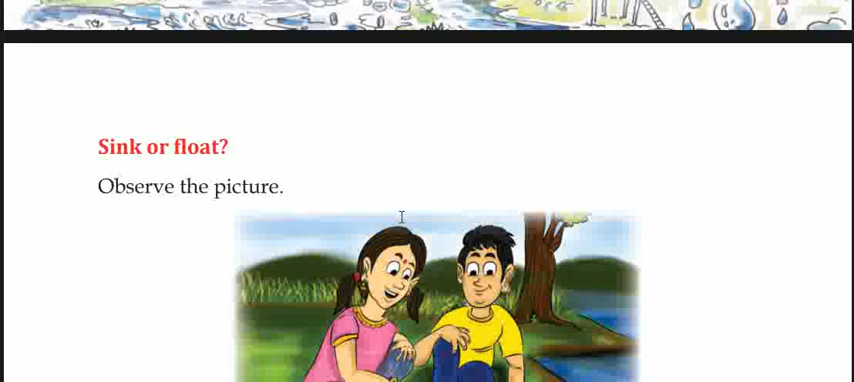 Sink or float?
Observe the picture.